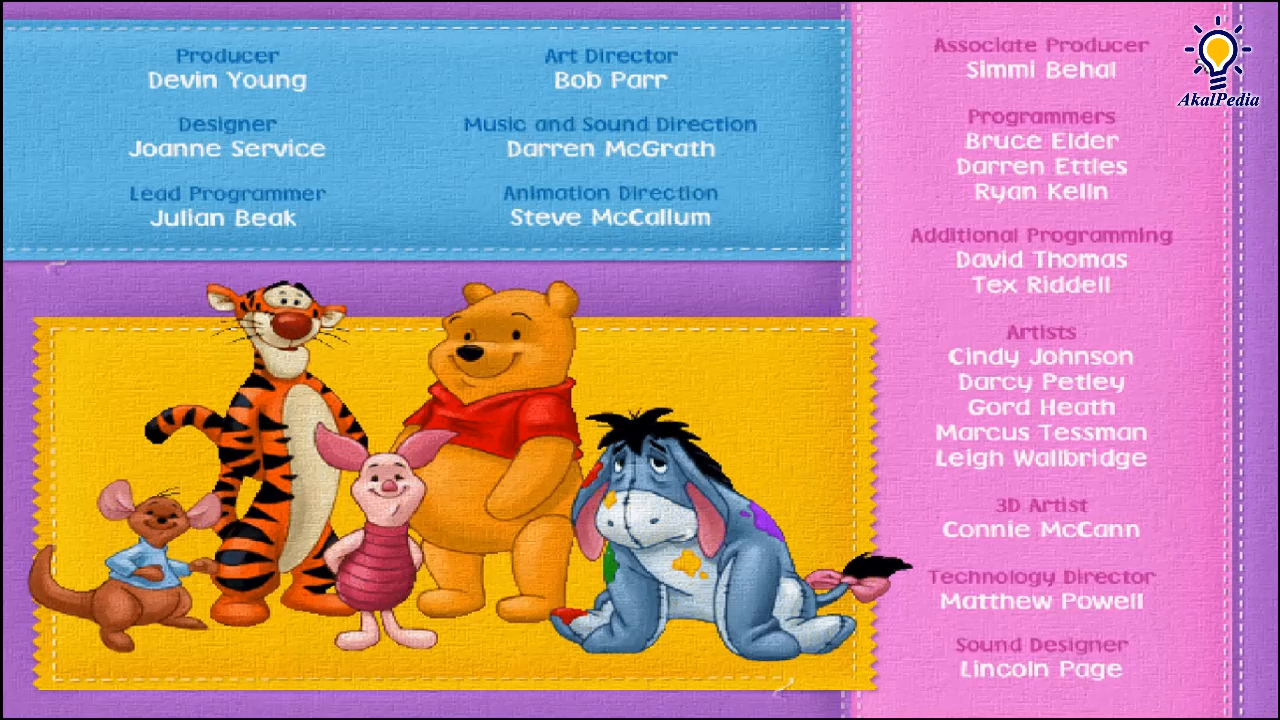 Producer
Devin Young
Designer
Joanne Service
Lead Programmer
Julian Beak
Art Director
Bob Parr
Music and Sound Direction
Darren McGrath
Animation Direction
Steve McCallum
Associate Producer
Simmi Behal
Programmers
Bruce Elder
Darren Ettles
Ryan Kelln
Additional Programming
David Thomas
Tex Riddell
Artists
Cindy Johnson
Darcy Petley
Gord Heath
Marcus Tessman
Leigh Wallbridge
3D Artist
Connie McCann
Technology Director
Matthew Powell
Sound Designer
Lincoln Page
AkalPedia